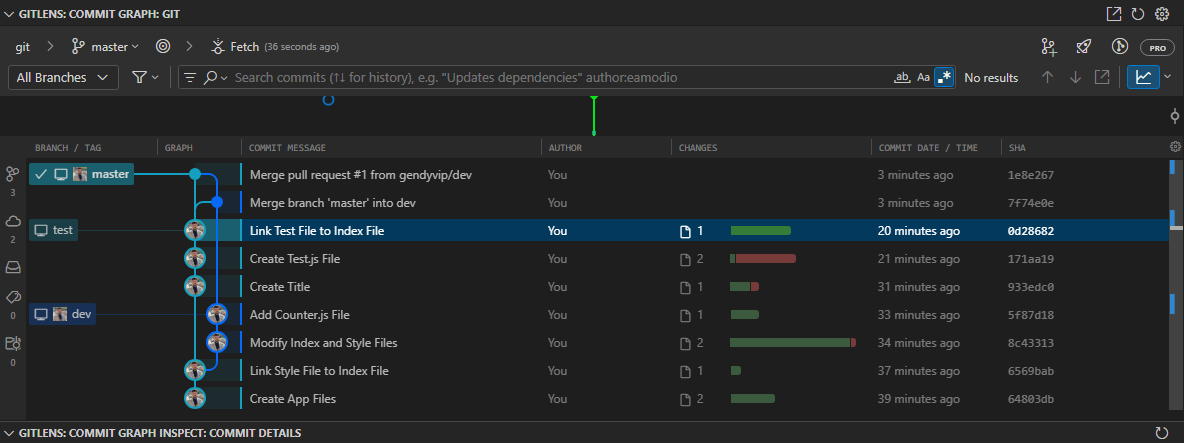 GITLENS: COMMIT GRAPH: GIT
git master Fetch (36 seconds ago) PRO
All Branches Search commits (↑↓ for history), e.g. "Updates dependencies" author:eamodio ab, Aa .* No results
BRANCH / TAG GRAPH COMMIT MESSAGE AUTHOR CHANGES COMMIT DATE / TIME SHA
master Merge pull request #1 from gendyvip/dev You 3 minutes ago 1e8e267
3 Merge branch 'master' into dev You 3 minutes ago 7f74e0e
test Link Test File to Index File You 1 20 minutes ago 0d28682
2 Create Test.js File You 2 21 minutes ago 171aa19
Create Title You 1 31 minutes ago 933edc0
0 dev Add Counter.js File You 1 33 minutes ago 5f87d18
Modify Index and Style Files You 2 34 minutes ago 8c43313
0 Link Style File to Index File You 1 37 minutes ago 6569bab
Create App Files You 2 39 minutes ago 64803db
GITLENS: COMMIT GRAPH INSPECT: COMMIT DETAILS